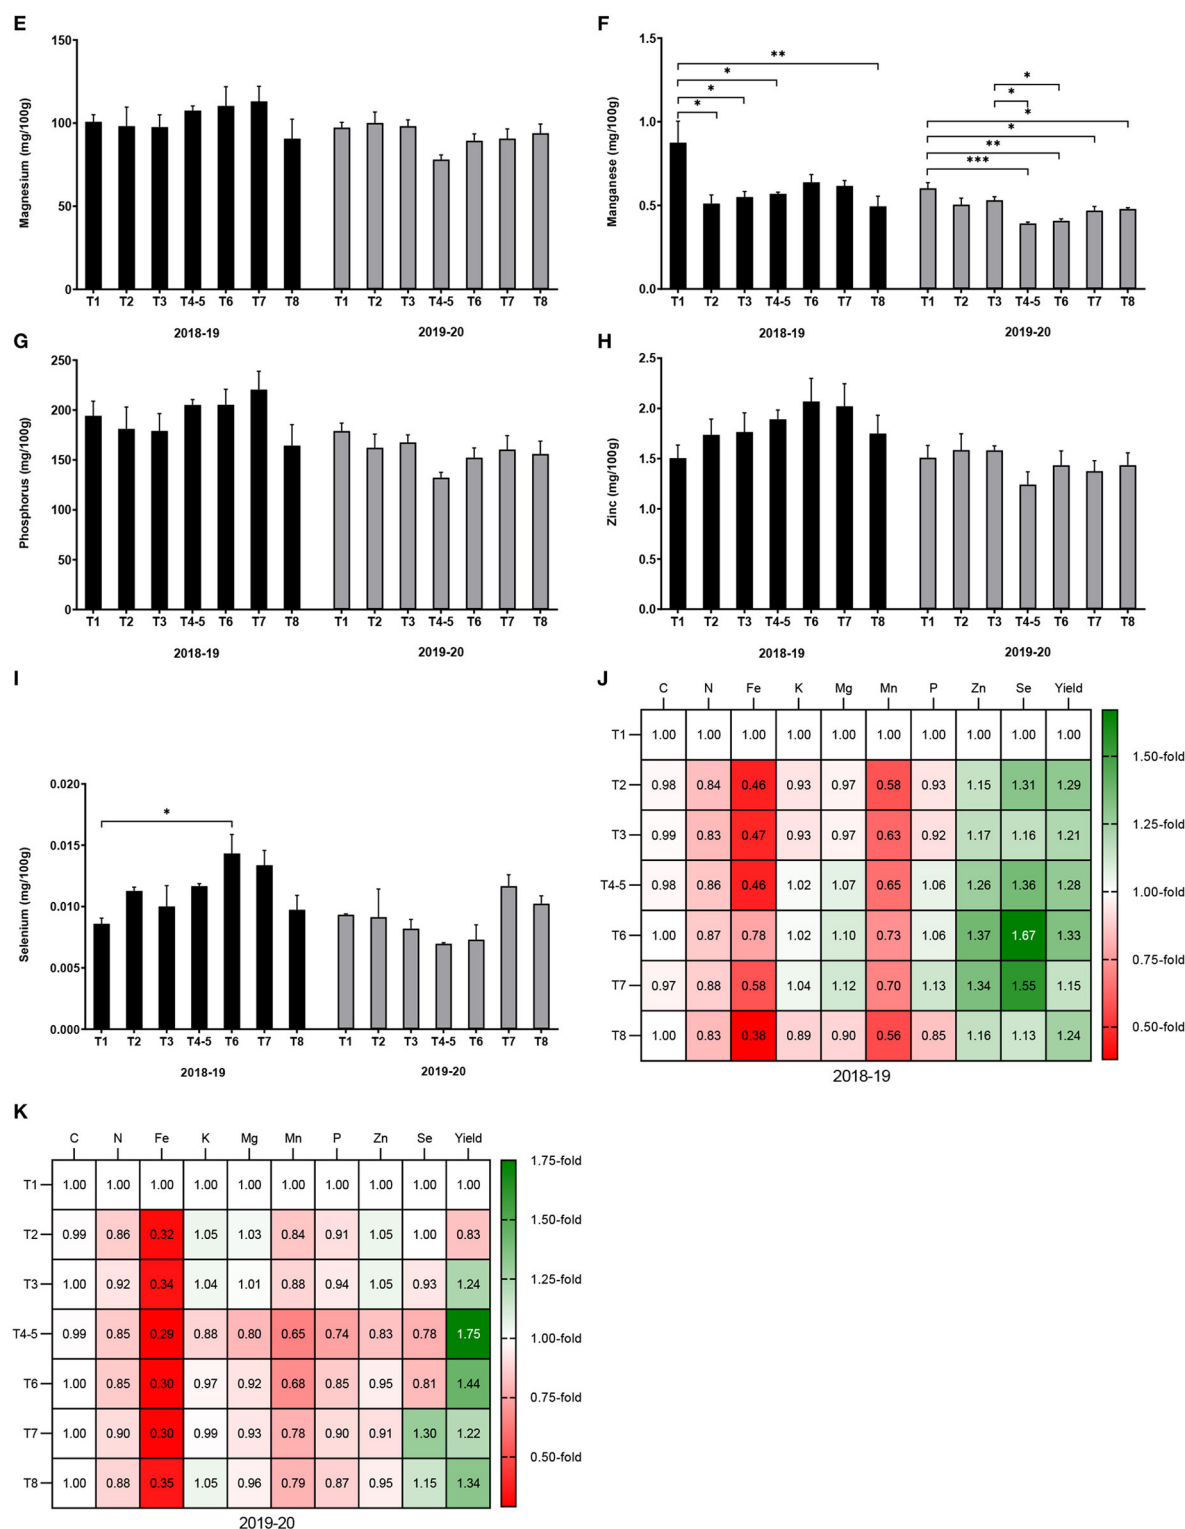 E
150
100
50
0
Magnesium (mg/100g)
T1 T2 T3 T4-5 T6 T7 T8 T1 T2 T3 T4-5 T6 T7 T8
2018-19 2019-20
F
1.5
1.0
0.5
0.0
Manganese (mg/100g)
**
*
*
*
*
*
*
*
**
***
T1 T2 T3 T4-5 T6 T7 T8 T1 T2 T3 T4-5 T6 T7 T8
2018-19 2019-20
G
250
200
150
100
50
0
Phosphorus (mg/100g)
T1 T2 T3 T4-5 T6 T7 T8 T1 T2 T3 T4-5 T6 T7 T8
2018-19 2019-20
H
2.5
2.0
1.5
1.0
0.5
0.0
Zinc (mg/100g)
T1 T2 T3 T4-5 T6 T7 T8 T1 T2 T3 T4-5 T6 T7 T8
2018-19 2019-20
I
0.020
0.015
0.010
0.005
0.000
Selenium (mg/100g)
*
T1 T2 T3 T4-5 T6 T7 T8 T1 T2 T3 T4-5 T6 T7 T8
2018-19 2019-20
J
C N Fe K Mg Mn P Zn Se Yield
T1 1.00 1.00 1.00 1.00 1.00 1.00 1.00 1.00 1.00 1.00
T2 0.98 0.84 0.46 0.93 0.97 0.58 0.93 1.15 1.31 1.29
T3 0.99 0.83 0.47 0.93 0.97 0.63 0.92 1.17 1.16 1.21
T4-5 0.98 0.86 0.46 1.02 1.07 0.65 1.06 1.26 1.36 1.28
T6 1.00 0.87 0.78 1.02 1.10 0.73 1.06 1.37 1.67 1.33
T7 0.97 0.88 0.58 1.04 1.12 0.70 1.13 1.34 1.55 1.15
T8 1.00 0.83 0.38 0.89 0.90 0.56 0.85 1.16 1.13 1.24
1.50-fold
1.25-fold
1.00-fold
0.75-fold
0.50-fold
2018-19
K
C N Fe K Mg Mn P Zn Se Yield
T1 1.00 1.00 1.00 1.00 1.00 1.00 1.00 1.00 1.00 1.00
T2 0.99 0.86 0.32 1.05 1.03 0.84 0.91 1.05 1.00 0.83
T3 1.00 0.92 0.34 1.04 1.01 0.88 0.94 1.05 0.93 1.24
T4-5 0.99 0.85 0.29 0.88 0.80 0.65 0.74 0.83 0.78 1.75
T6 1.00 0.85 0.30 0.97 0.92 0.68 0.85 0.95 0.81 1.44
T7 1.00 0.90 0.30 0.99 0.93 0.78 0.90 0.91 1.30 1.22
T8 1.00 0.88 0.35 1.05 0.96 0.79 0.87 0.95 1.15 1.34
1.75-fold
1.50-fold
1.25-fold
1.00-fold
0.75-fold
0.50-fold
2019-20